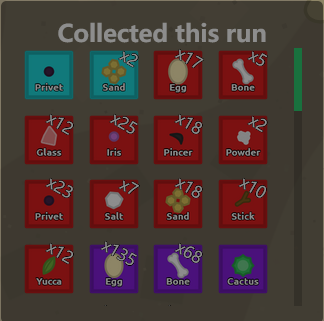 Collected this run
x2 x17 x5
Privet Sand Egg Bone
x12 x25 x18 x2
Glass Iris Pincer Powder
x23 x7 x18 x10
Privet Salt Sand Stick
x12 x135 x68
Yucca Egg Bone Cactus